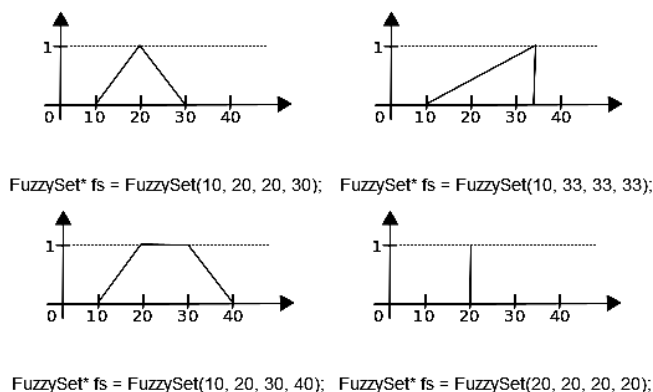 1
1
0 10 20 30 40
0 10 20 30 40
FuzzySet* fs = FuzzySet(10, 20, 20, 30);
FuzzySet* fs = FuzzySet(10, 33, 33, 33);
1
1
0 10 20 30 40
0 10 20 30 40
FuzzySet* fs = FuzzySet(10, 20, 30, 40);
FuzzySet* fs = FuzzySet(20, 20, 20, 20);